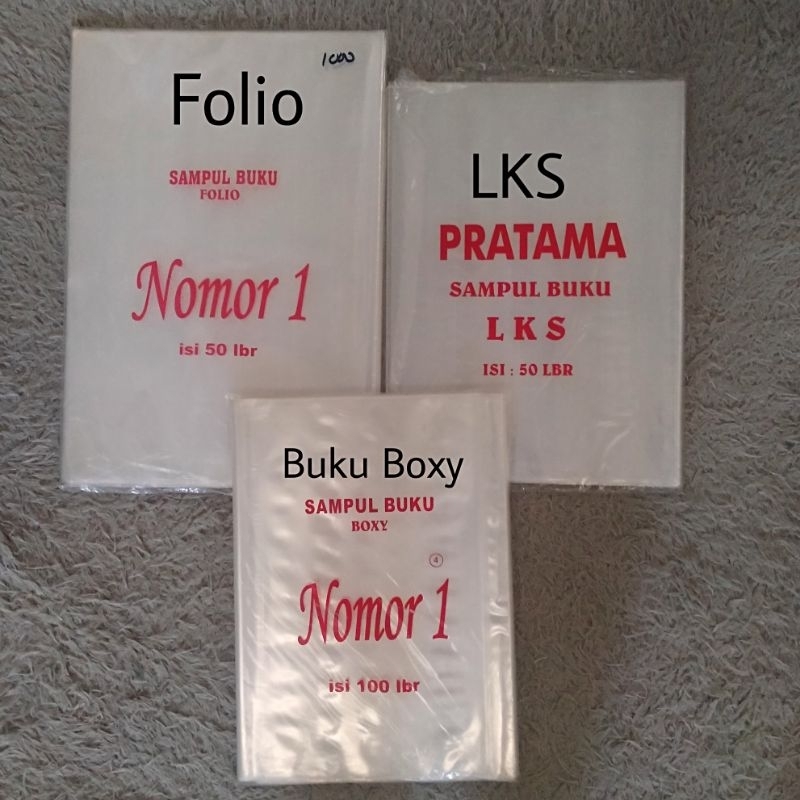 1000
Folio
SAMPUL BUKU
FOLIO
Nomor 1
isi 50 lbr
LKS
PRATAMA
SAMPUL BUKU
LKS
ISI : 50 LBR
Buku Boxy
SAMPUL BUKU
BOXY
4
Nomor 1
isi 100 lbr